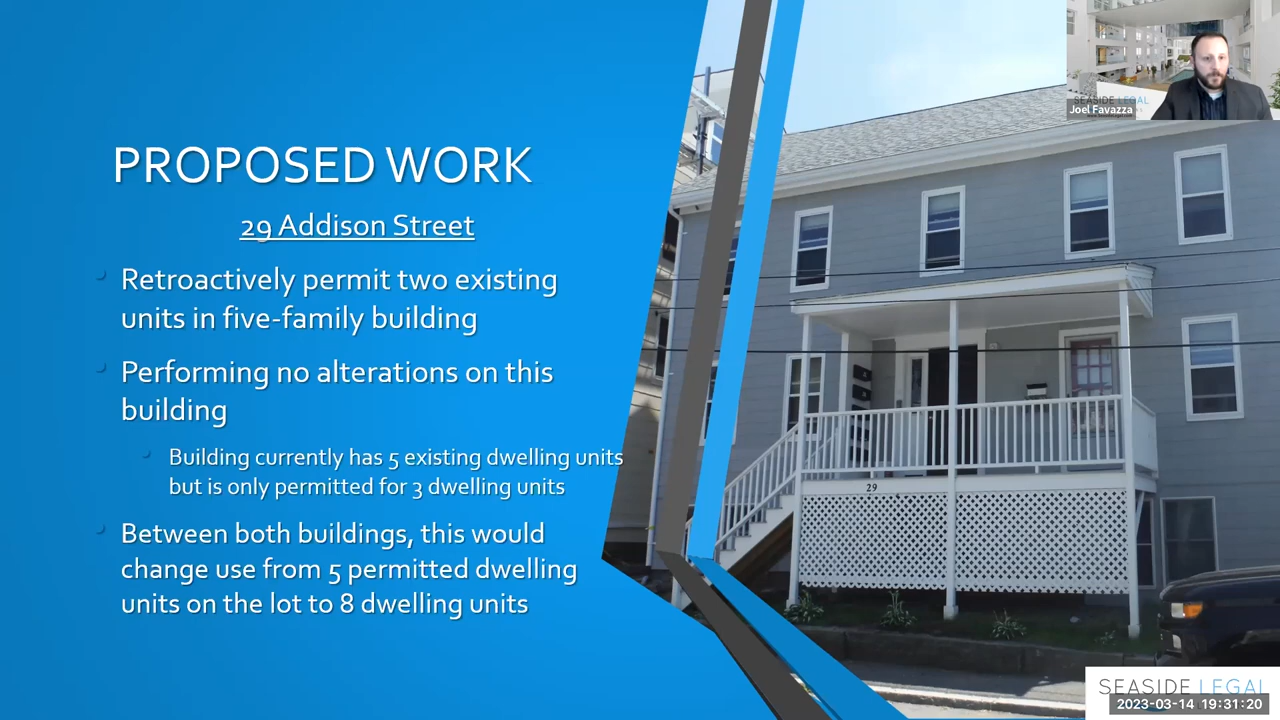 PROPOSED WORK
29 Addison Street
Retroactively permit two existing
units in five-family building
Performing no alterations on this
building
Building currently has 5 existing dwelling units
but is only permitted for 3 dwelling units
Between both buildings, this would
change use from 5 permitted dwelling
units on the lot to 8 dwelling units
SEASIDE LEGAL
Joel Favazza
29
SEASIDE LEGAL
2023-03-14 19:31:20